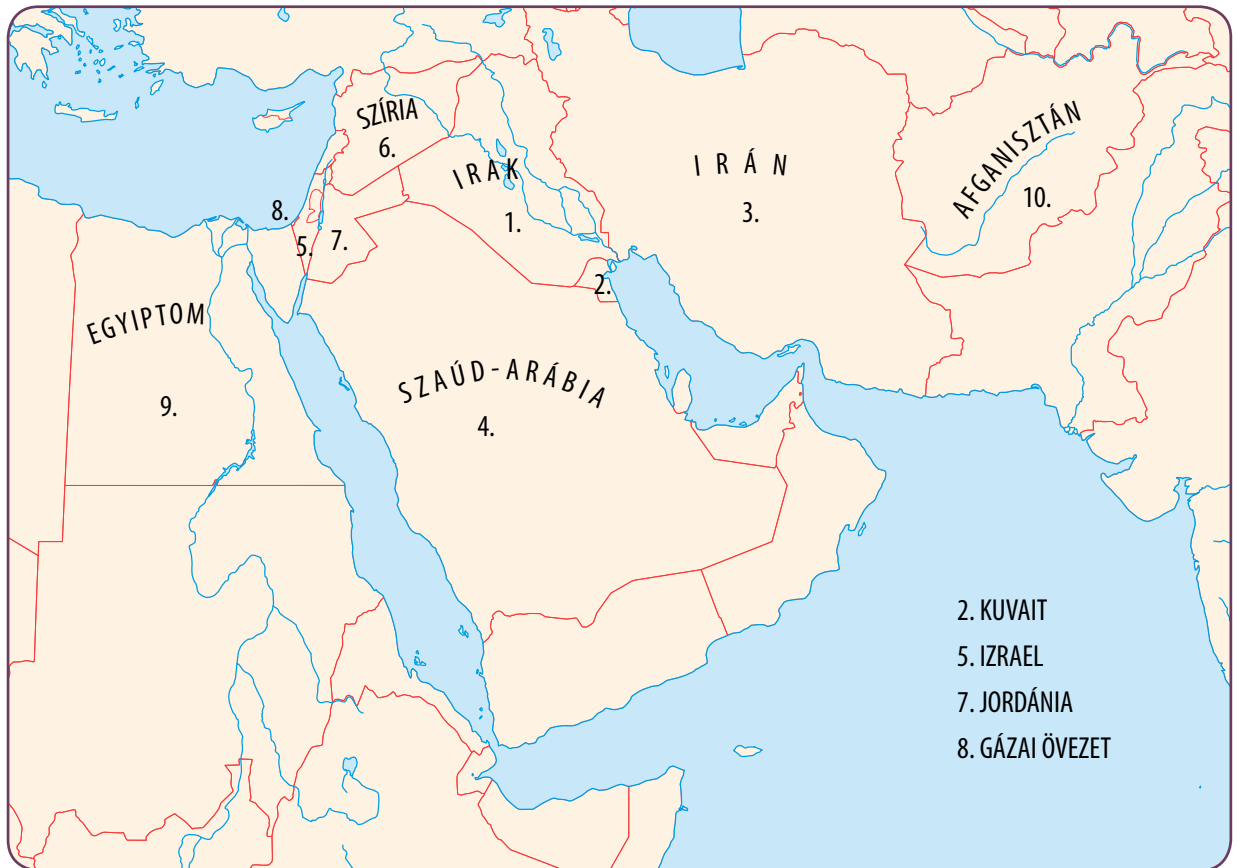 SZÍRIA
6.
IRAK
1.
IRÁN
3.
AFGANISZTÁN
10.
8.
5.
7.
2.
EGYIPTOM
9.
SZAÚD-ARÁBIA
4.
2. KUVAIT
5. IZRAEL
7. JORDÁNIA
8. GÁZAI ÖVEZET